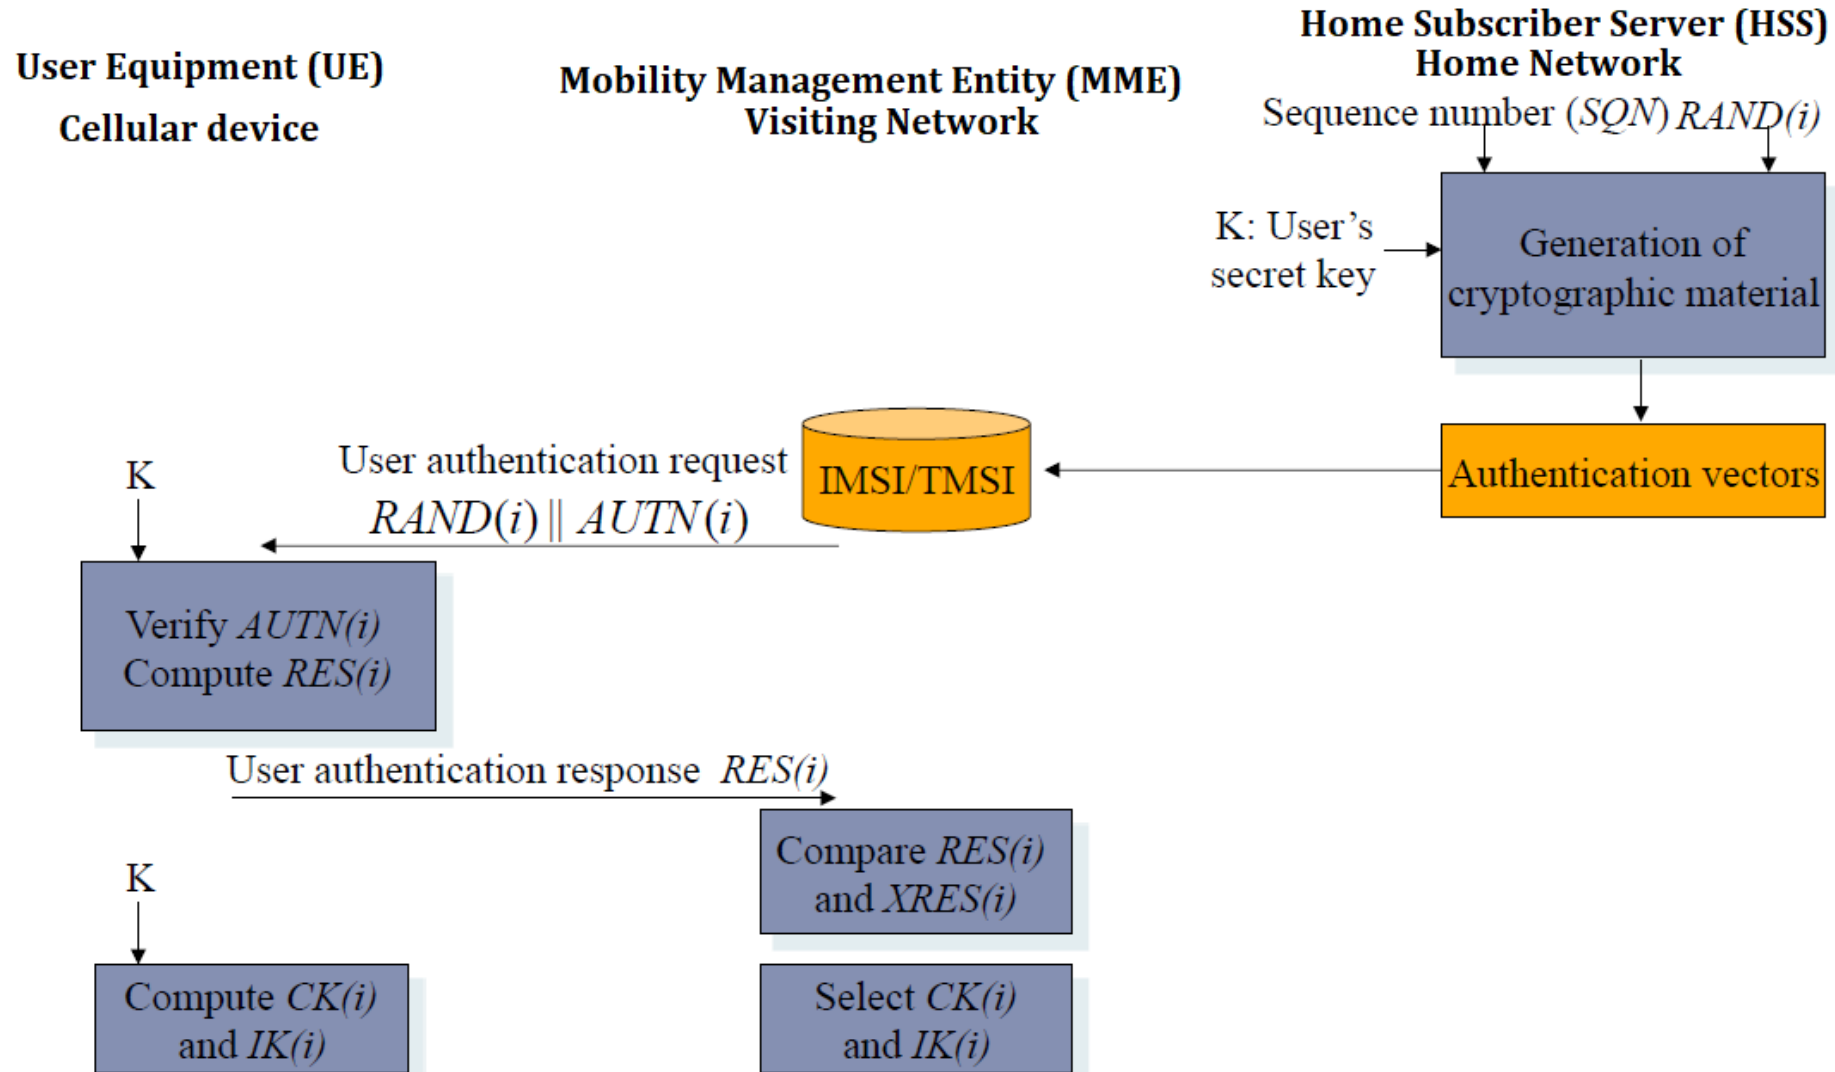 User Equipment (UE)
Cellular device
Mobility Management Entity (MME)
Visiting Network
Home Subscriber Server (HSS)
Home Network
Sequence number (SQN) RAND(i)
K: User's
secret key
Generation of
cryptographic material
Authentication vectors
IMSI/TMSI
User authentication request
RAND(i) || AUTN(i)
K
Verify AUTN(i)
Compute RES(i)
User authentication response RES(i)
Compare RES(i)
and XRES(i)
K
Compute CK(i)
and IK(i)
Select CK(i)
and IK(i)